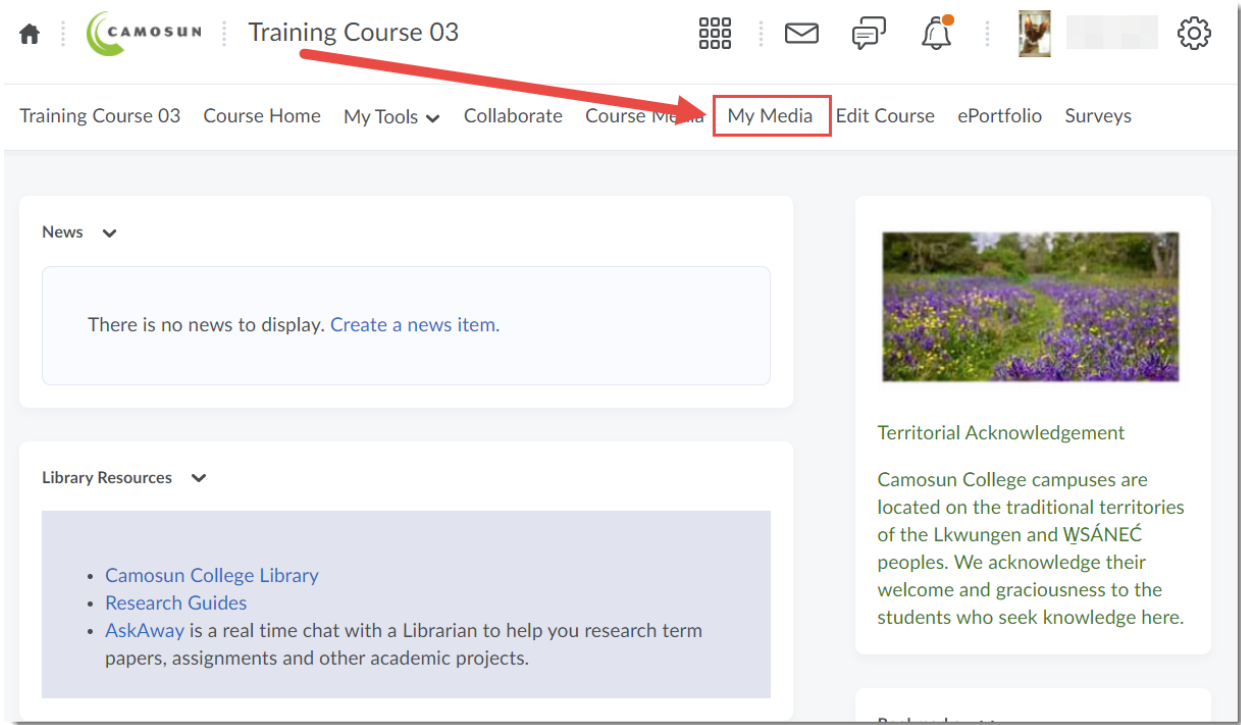 CAMOSUN
Training Course 03
Training Course 03 Course Home My Tools Collaborate Course Media My Media Edit Course ePortfolio Surveys
News
There is no news to display. Create a news item.
Library Resources
• Camosun College Library
• Research Guides
• AskAway is a real time chat with a Librarian to help you research term
papers, assignments and other academic projects.
Territorial Acknowledgement
Camosun College campuses are
located on the traditional territories
of the Lkwungen and W̱SÁNEĆ
peoples. We acknowledge their
welcome and graciousness to the
students who seek knowledge here.